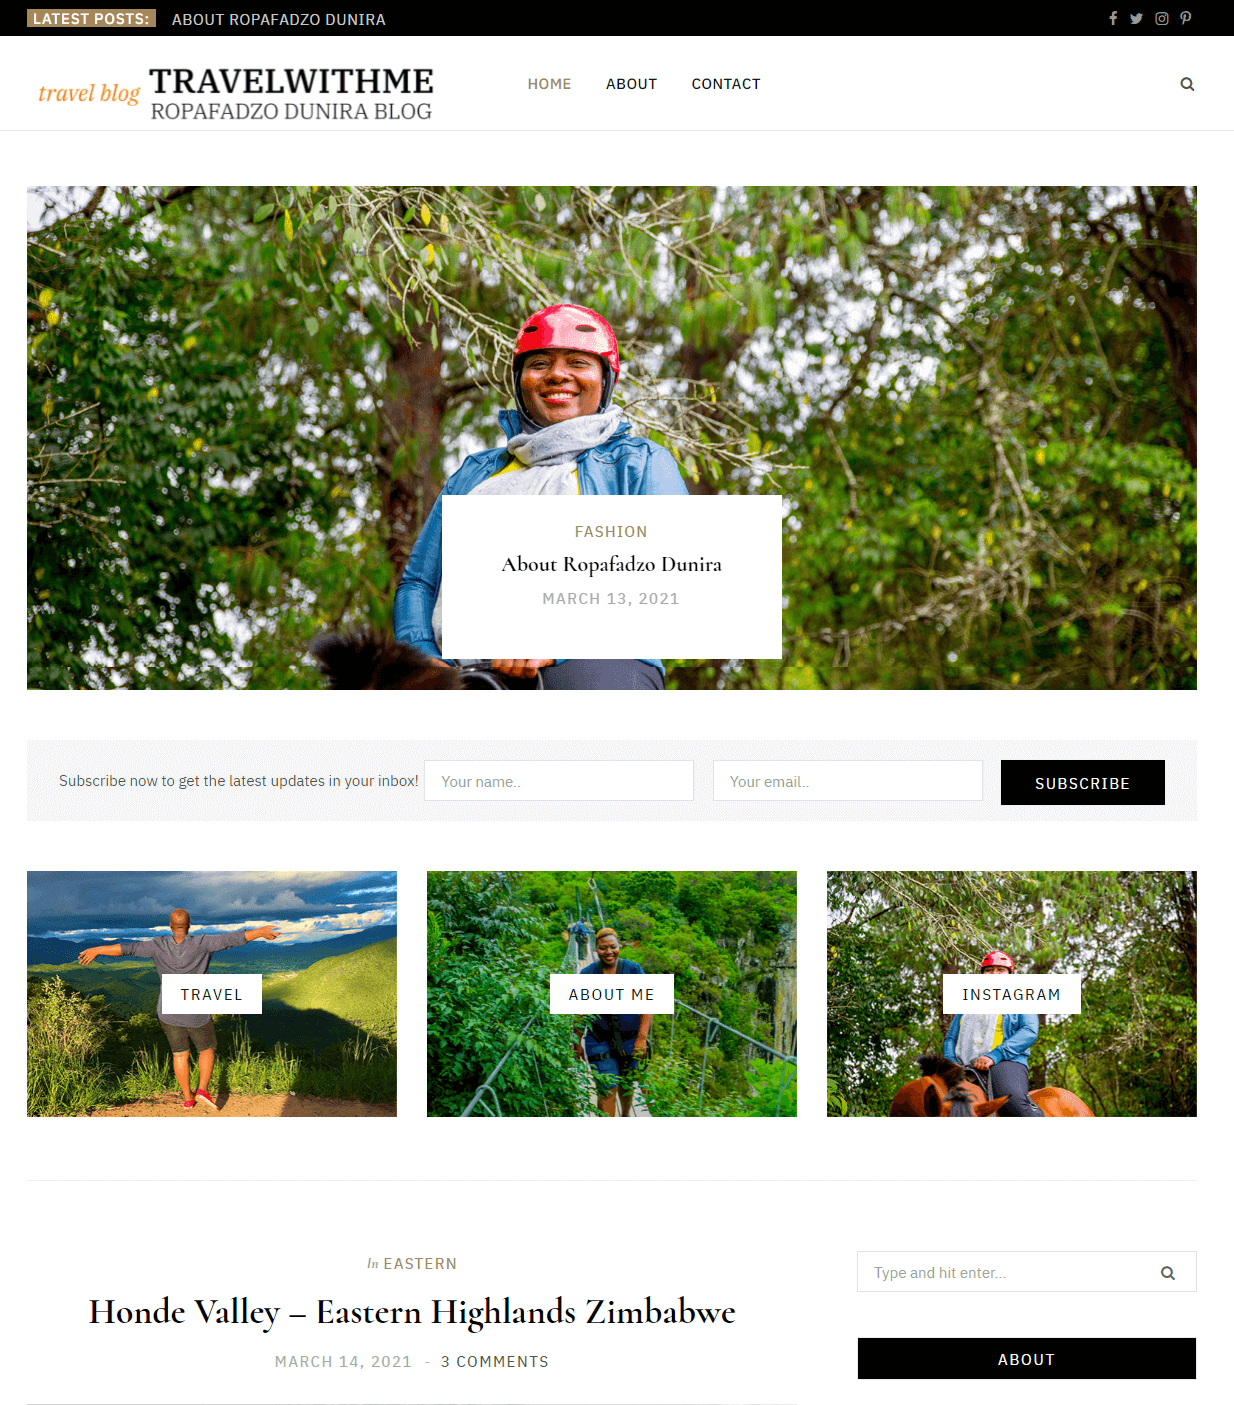 LATEST POSTS: ABOUT ROPAFADZO DUNIRA
travel blog TRAVELWITHME
ROPAFADZO DUNIRA BLOG
HOME ABOUT CONTACT
FASHION
About Ropafadzo Dunira
MARCH 13, 2021
Subscribe now to get the latest updates in your inbox! Your name.. Your email.. SUBSCRIBE
TRAVEL ABOUT ME INSTAGRAM
In EASTERN
Honde Valley – Eastern Highlands Zimbabwe
MARCH 14, 2021 - 3 COMMENTS
Type and hit enter...
ABOUT